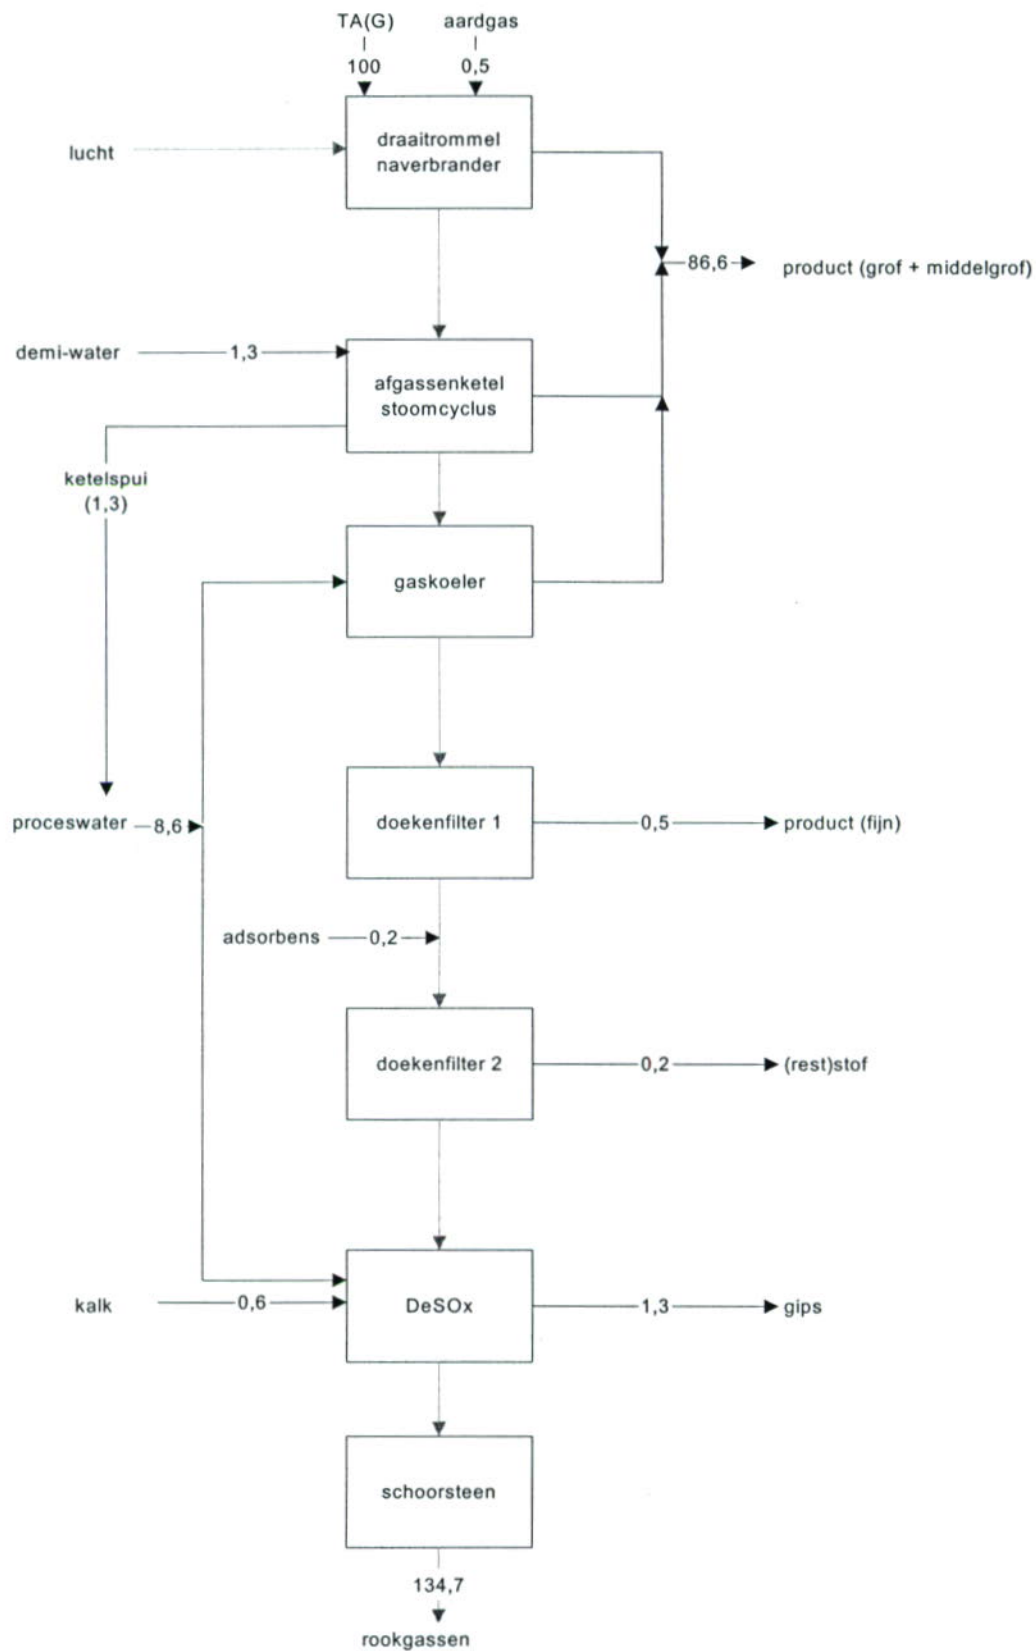 TA(G) aardgas
100 0,5
draaitrommel
naverbrander
lucht
86,6
product (grof + middelgrof)
demi-water 1,3
afgassenketel
stoomcyclus
ketelspui
(1,3)
gaskoeler
proceswater 8,6
doekenfilter 1
0,5
product (fijn)
adsorbens 0,2
doekenfilter 2
0,2
(rest)stof
kalk 0,6
DeSOx
1,3
gips
schoorsteen
134,7
rookgassen